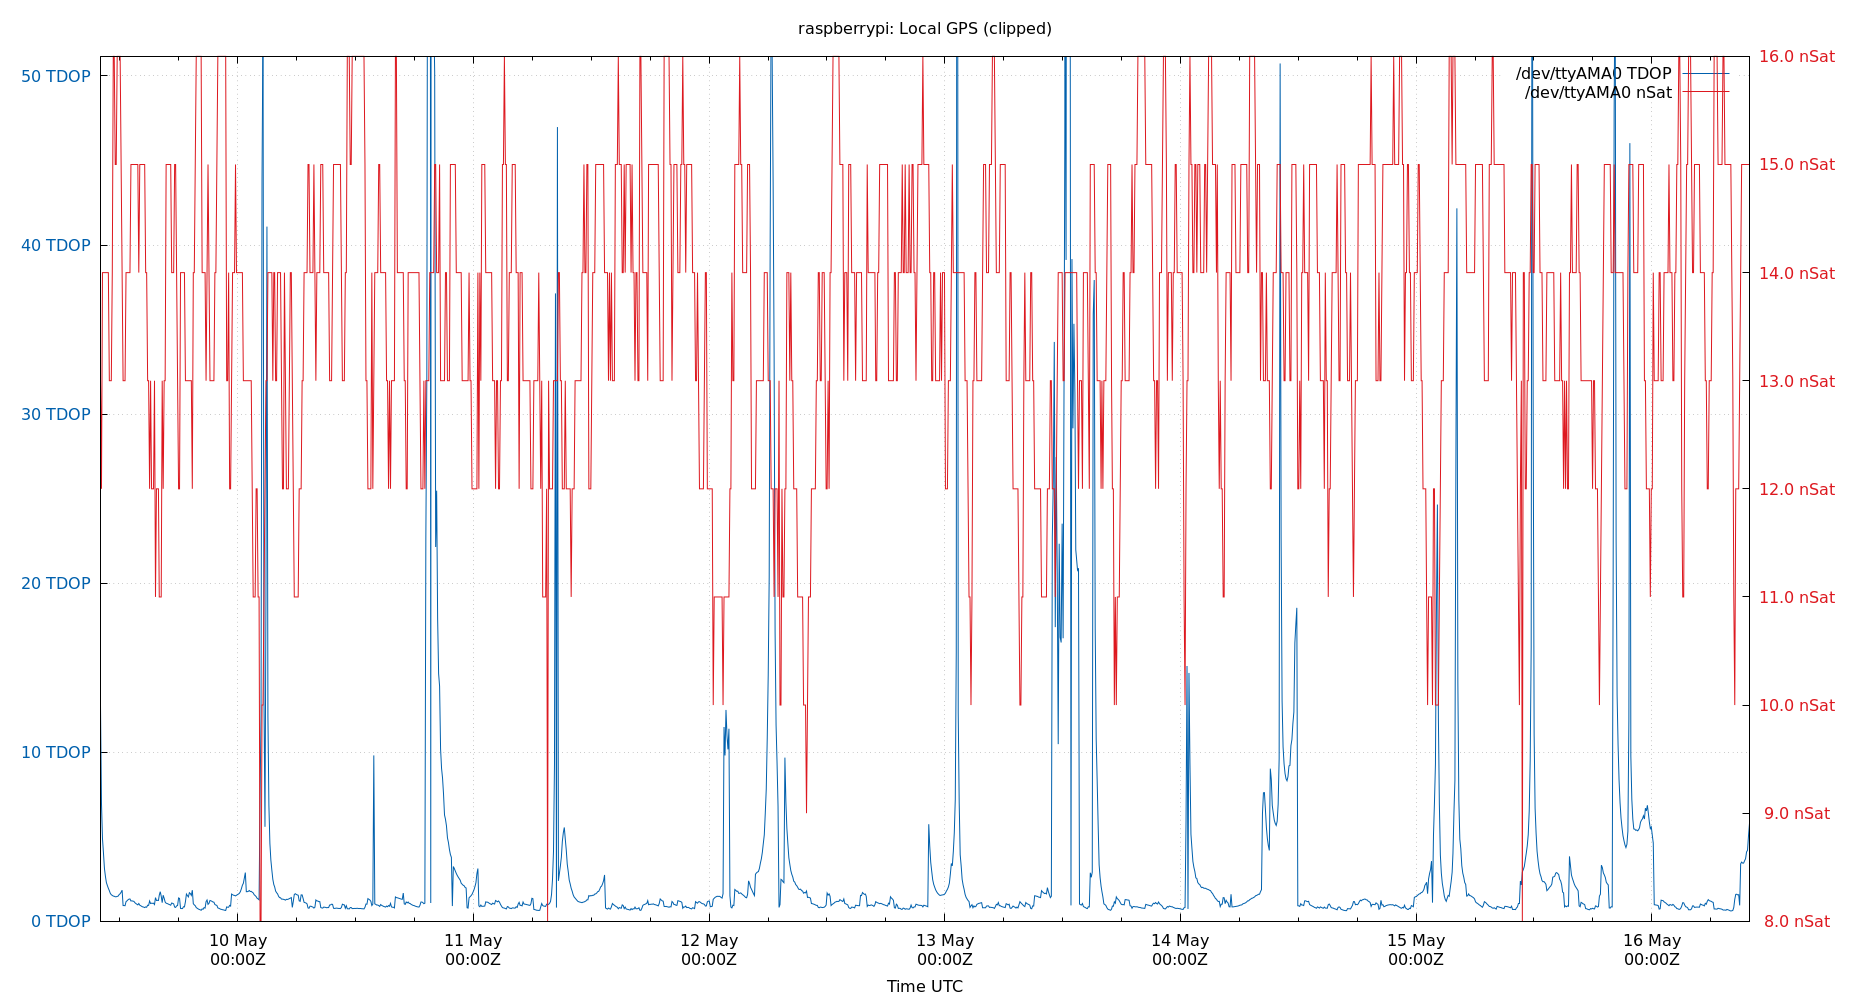 raspberrypi: Local GPS (clipped)
50 TDOP
40 TDOP
30 TDOP
20 TDOP
10 TDOP
0 TDOP
16.0 nSat
15.0 nSat
14.0 nSat
13.0 nSat
12.0 nSat
11.0 nSat
10.0 nSat
9.0 nSat
8.0 nSat
/dev/ttyAMA0 TDOP
/dev/ttyAMA0 nSat
10 May
00:00Z
11 May
00:00Z
12 May
00:00Z
13 May
00:00Z
14 May
00:00Z
15 May
00:00Z
16 May
00:00Z
Time UTC